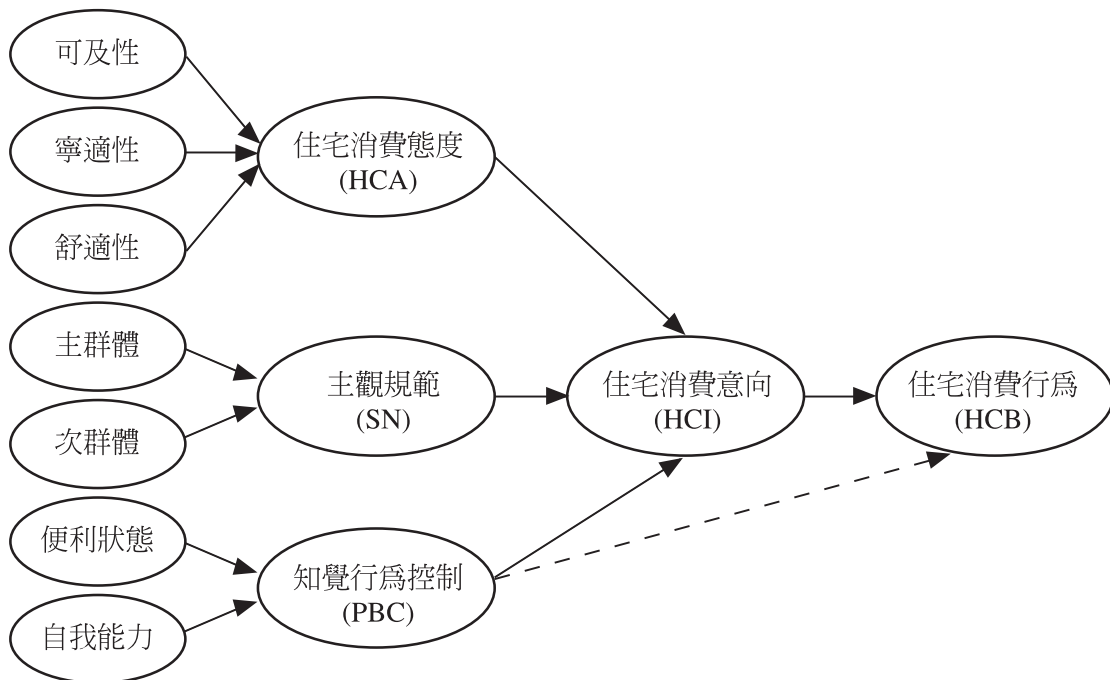 可及性
寧適性
舒適性
主群體
次群體
便利狀態
自我能力
住宅消費態度
(HCA)
主觀規範
(SN)
知覺行爲控制
(PBC)
住宅消費意向
(HCI)
住宅消費行爲
(HCB)